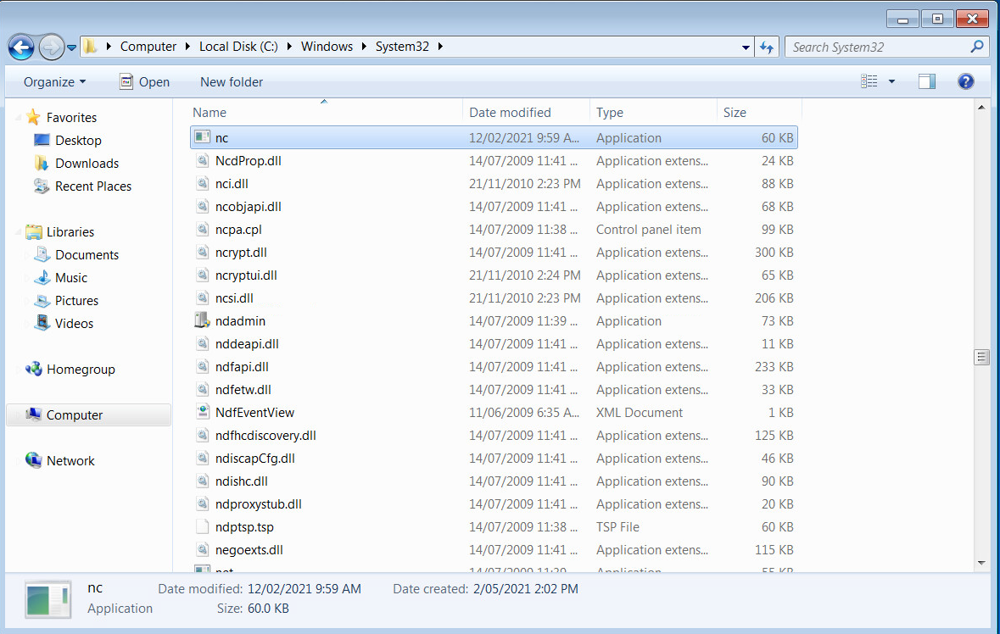 Computer Local Disk (C:) Windows System32
Search System32
Organize Open New folder
Name Date modified Type Size
Favorites
Desktop
Downloads
Recent Places
Libraries
Documents
Music
Pictures
Videos
Homegroup
Computer
Network
nc 12/02/2021 9:59 A... Application 60 KB
NcdProp.dll 14/07/2009 11:41 ... Application extens... 24 KB
nci.dll 21/11/2010 2:23 PM Application extens... 88 KB
ncobjapi.dll 14/07/2009 11:41 ... Application extens... 68 KB
ncpa.cpl 14/07/2009 11:38 ... Control panel item 99 KB
ncrypt.dll 14/07/2009 11:41 ... Application extens... 300 KB
ncryptui.dll 21/11/2010 2:24 PM Application extens... 65 KB
ncsi.dll 21/11/2010 2:23 PM Application extens... 206 KB
ndadmin 14/07/2009 11:39 ... Application 73 KB
nddeapi.dll 14/07/2009 11:41 ... Application extens... 11 KB
ndfapi.dll 14/07/2009 11:41 ... Application extens... 233 KB
ndfetw.dll 14/07/2009 11:41 ... Application extens... 33 KB
NdfEventView 11/06/2009 6:35 A... XML Document 1 KB
ndfhcdiscovery.dll 14/07/2009 11:41 ... Application extens... 125 KB
ndiscapCfg.dll 14/07/2009 11:41 ... Application extens... 46 KB
ndishc.dll 14/07/2009 11:41 ... Application extens... 90 KB
ndproxystub.dll 14/07/2009 11:41 ... Application extens... 20 KB
ndptsp.tsp 14/07/2009 11:38 ... TSP File 60 KB
negoexts.dll 14/07/2009 11:41 ... Application extens... 115 KB
net 14/07/2009 11:39 ... Application 55 KB
nc Date modified: 12/02/2021 9:59 AM Date created: 2/05/2021 2:02 PM
Application Size: 60.0 KB